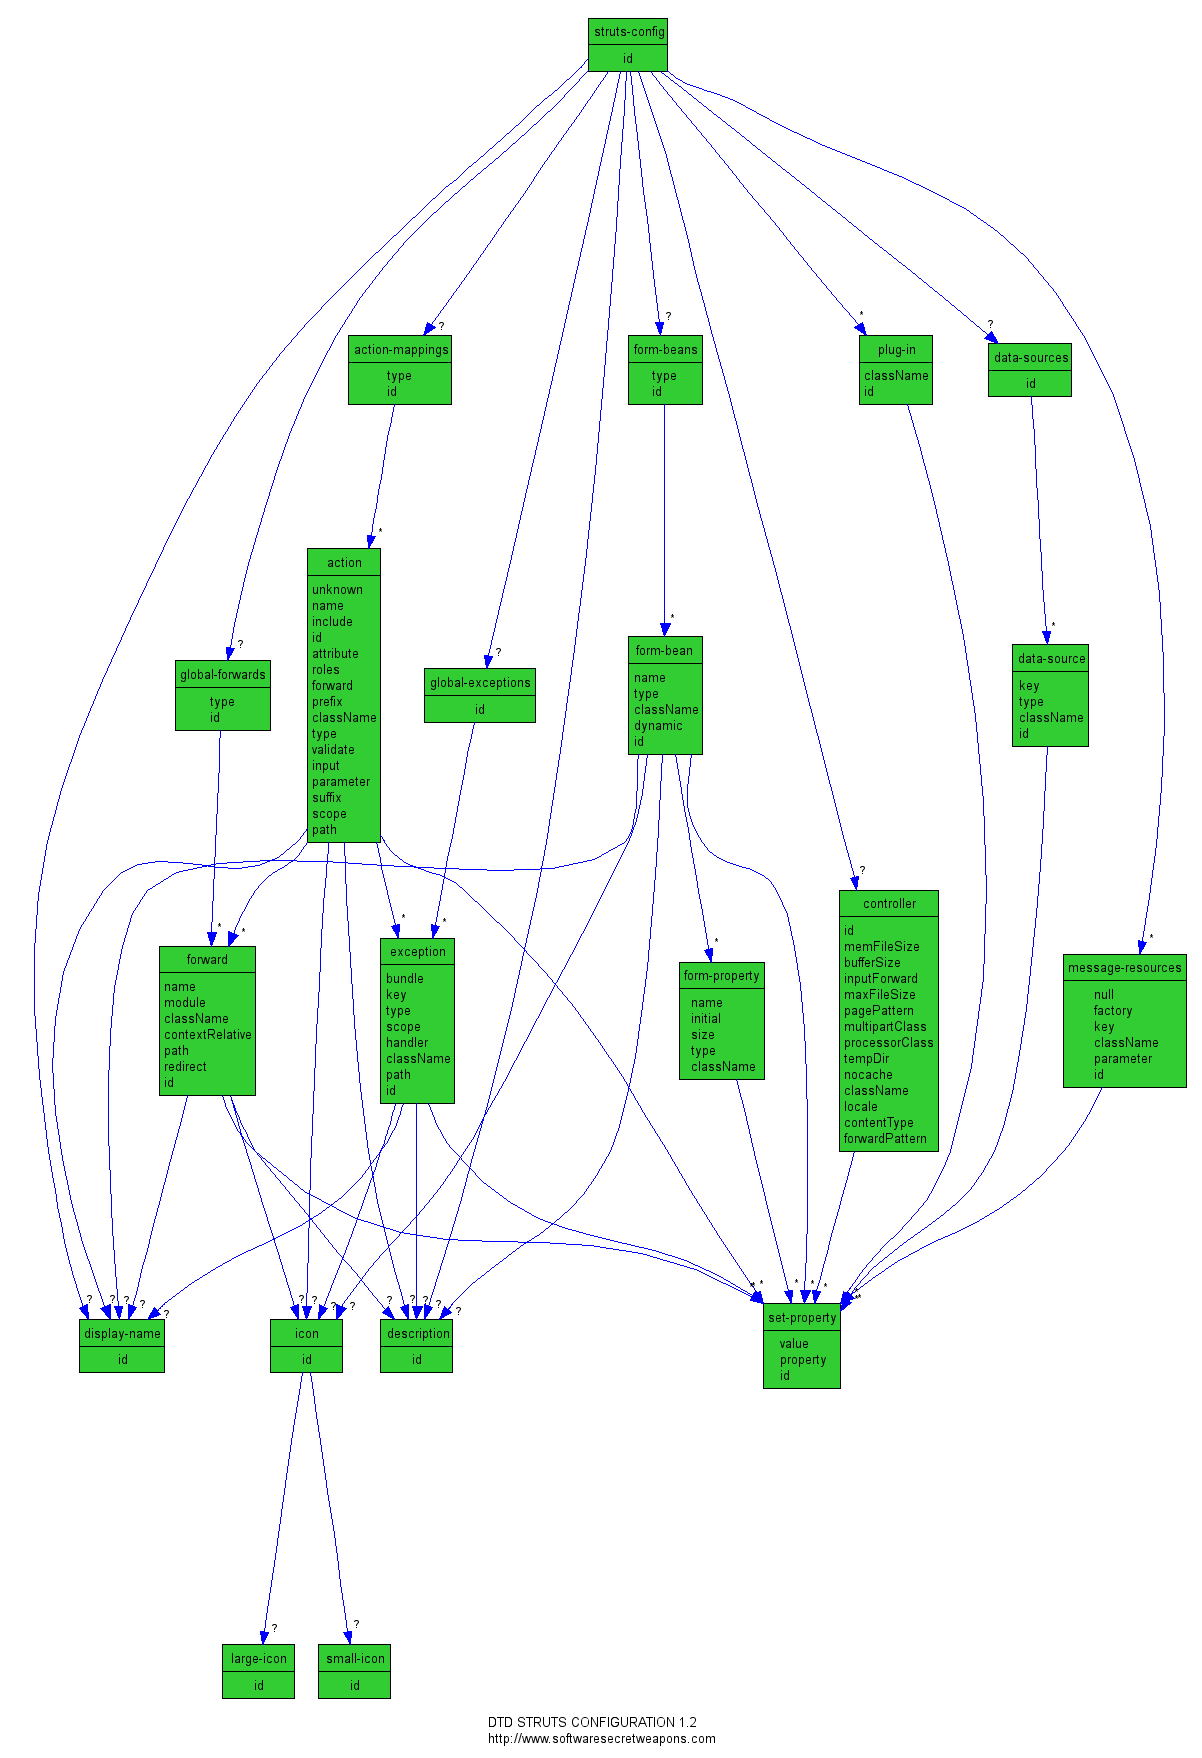 struts-config
id
?
action-mappings
type
id
?
form-beans
type
id
*
plug-in
className
id
?
data-sources
id
*
action
unknown
name
include
id
attribute
roles
forward
prefix
className
type
validate
input
parameter
suffix
scope
path
?
global-forwards
type
id
?
global-exceptions
id
*
form-bean
name
type
className
dynamic
id
*
data-source
key
type
className
id
?
controller
id
memFileSize
bufferSize
inputForward
maxFileSize
pagePattern
multipartClass
processorClass
tempDir
nocache
className
locale
contentType
forwardPattern
* *
forward
name
module
className
contextRelative
path
redirect
id
* *
exception
bundle
key
type
scope
handler
className
path
id
*
form-property
name
initial
size
type
className
*
message-resources
null
factory
key
className
parameter
id
? ? ? ? ?
display-name
id
? ? ? ?
icon
id
? ? ? ?
description
id
* * * * *
set-property
value
property
id
?
large-icon
id
?
small-icon
id
DTD STRUTS CONFIGURATION 1.2
http://www.softwaresecretweapons.com